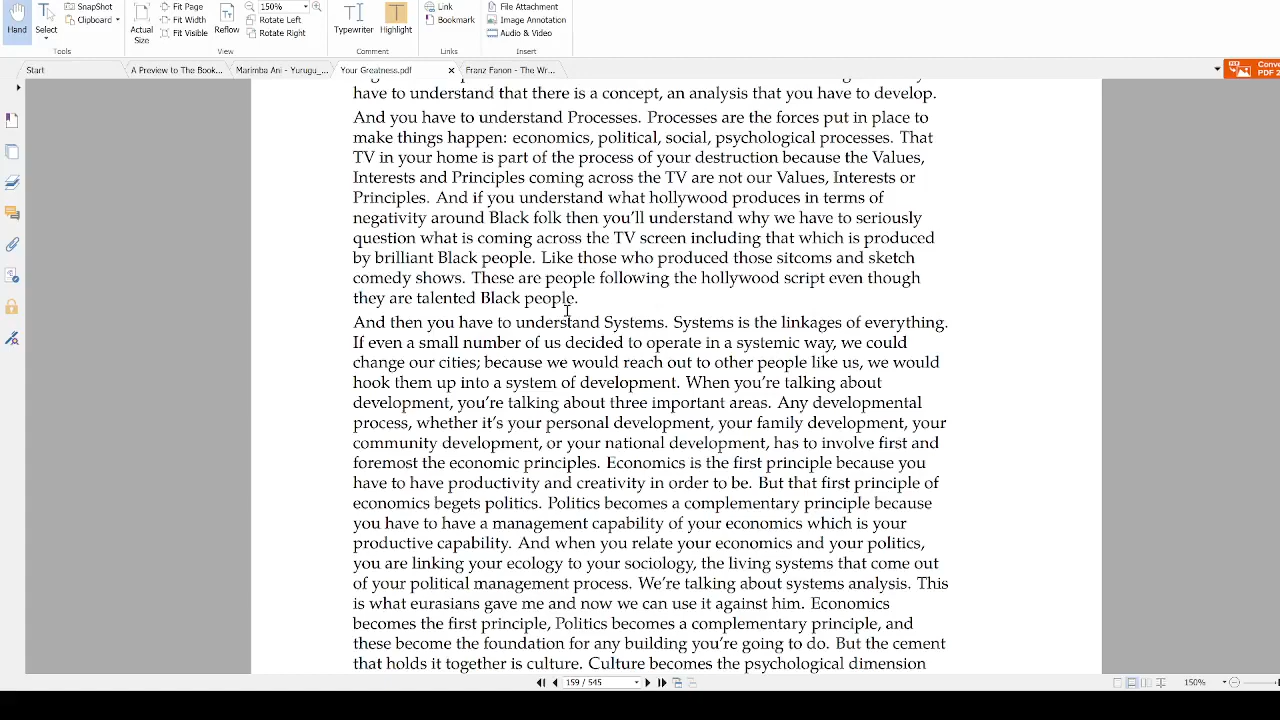 SnapShot
Clipboard
Hand
Select
Tools
Fit Page
Fit Width
Fit Visible
Actual
Size
Reflow
150%
Rotate Left
Rotate Right
View
Typewriter
Highlight
Comment
Link
Bookmark
Links
File Attachment
Image Annotation
Audio & Video
Insert
Start
A Preview to The Book...
Marimba Ani - Yurugu_...
Your Greatness.pdf
Franz Fanon - The Wr...
Conve
PDF 2
have to understand that there is a concept, an analysis that you have to develop.
And you have to understand Processes. Processes are the forces put in place to
make things happen: economics, political, social, psychological processes. That
TV in your home is part of the process of your destruction because the Values,
Interests and Principles coming across the TV are not our Values, Interests or
Principles. And if you understand what hollywood produces in terms of
negativity around Black folk then you'll understand why we have to seriously
question what is coming across the TV screen including that which is produced
by brilliant Black people. Like those who produced those sitcoms and sketch
comedy shows. These are people following the hollywood script even though
they are talented Black people.
And then you have to understand Systems. Systems is the linkages of everything.
If even a small number of us decided to operate in a systemic way, we could
change our cities; because we would reach out to other people like us, we would
hook them up into a system of development. When you're talking about
development, you're talking about three important areas. Any developmental
process, whether it's your personal development, your family development, your
community development, or your national development, has to involve first and
foremost the economic principles. Economics is the first principle because you
have to have productivity and creativity in order to be. But that first principle of
economics begets politics. Politics becomes a complementary principle because
you have to have a management capability of your economics which is your
productive capability. And when you relate your economics and your politics,
you are linking your ecology to your sociology, the living systems that come out
of your political management process. We're talking about systems analysis. This
is what eurasians gave me and now we can use it against him. Economics
becomes the first principle, Politics becomes a complementary principle, and
these become the foundation for any building you're going to do. But the cement
that holds it together is culture. Culture becomes the psychological dimension
159 / 545
150%